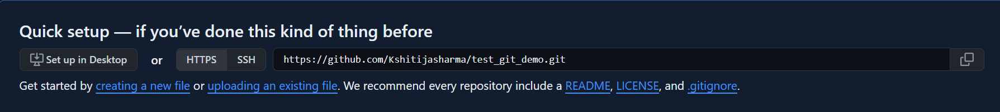 Quick setup — if you’ve done this kind of thing before
Set up in Desktop or HTTPS SSH https://github.com/Kshitijasharma/test_git_demo.git
Get started by creating a new file or uploading an existing file. We recommend every repository include a README, LICENSE, and .gitignore.